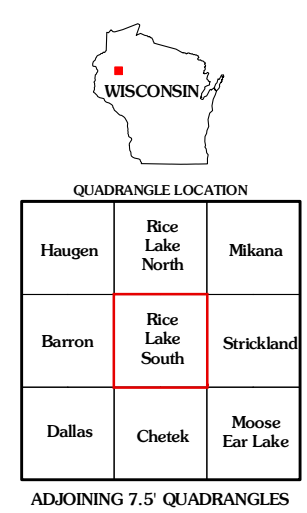 WISCONSIN
QUADRANGLE LOCATION
Haugen
Rice
Lake
North
Mikana
Barron
Rice
Lake
South
Strickland
Dallas
Chetek
Moose
Ear Lake
ADJOINING 7.5' QUADRANGLES